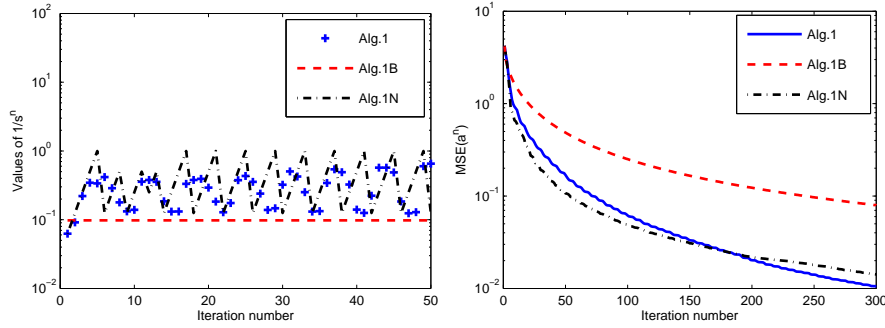 10^2
10^1
10^0
10^-1
10^-2
Values of 1/s^n
0 10 20 30 40 50
Iteration number
Alg.1
Alg.1B
Alg.1N
10^1
10^0
10^-1
10^-2
MSE(a^n)
0 50 100 150 200 250 300
Iteration number
Alg.1
Alg.1B
Alg.1N